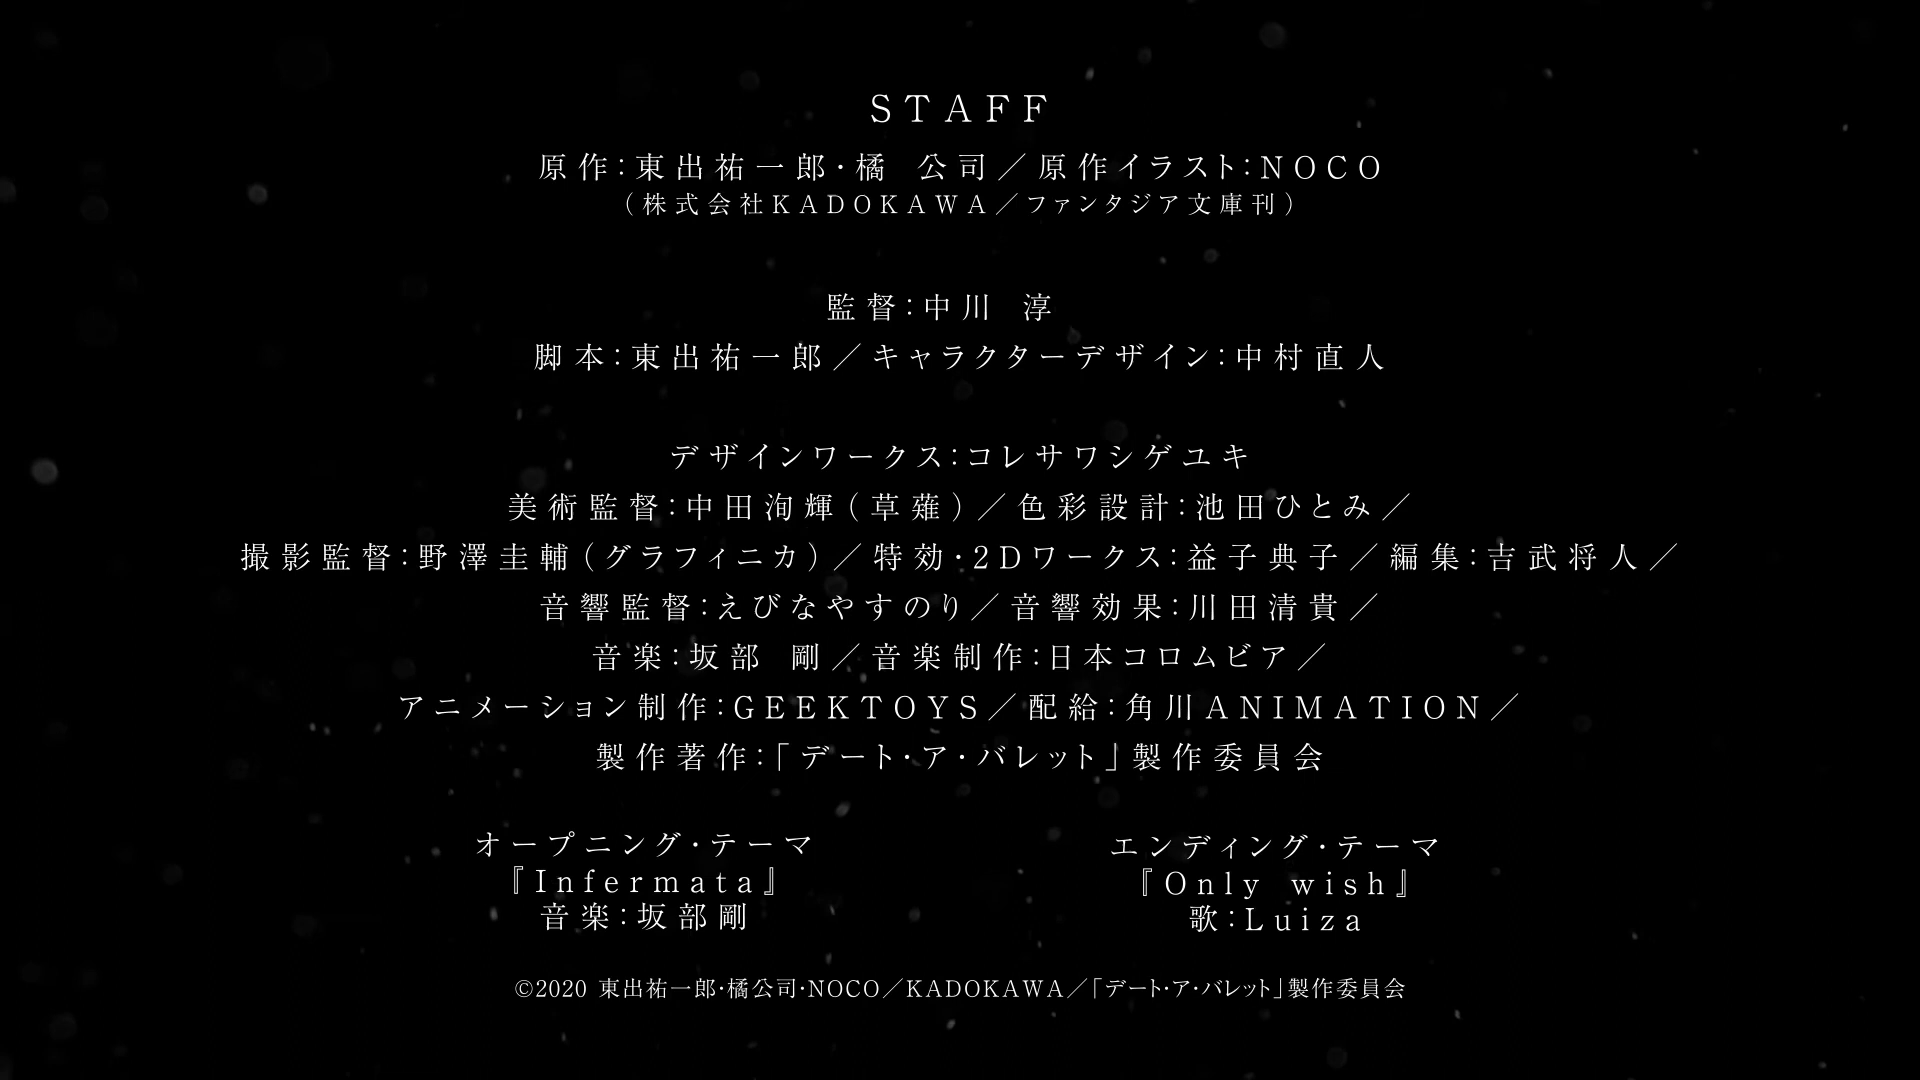 STAFF
原作：東出祐一郎・橘　公司／原作イラスト：NOCO
（株式会社KADOKAWA／ファンタジア文庫刊）
監督：中川　淳
脚本：東出祐一郎／キャラクターデザイン：中村直人
デザインワークス：コレサワシゲユキ
美術監督：中田洵輝（草薙）／色彩設計：池田ひとみ／
撮影監督：野澤圭輔（グラフィニカ）／特効・2Dワークス：益子典子／編集：吉武将人／
音響監督：えびなやすのり／音響効果：川田清貴／
音楽：坂部　剛／音楽制作：日本コロムビア／
アニメーション制作：GEEKTOYS／配給：角川ANIMATION／
製作著作：「デート・ア・バレット」製作委員会
オープニング・テーマ
『Infermata』
音楽：坂部剛
エンディング・テーマ
『Only wish』
歌：Luiza
©2020 東出祐一郎・橘公司・NOCO／KADOKAWA／「デート・ア・バレット」製作委員会